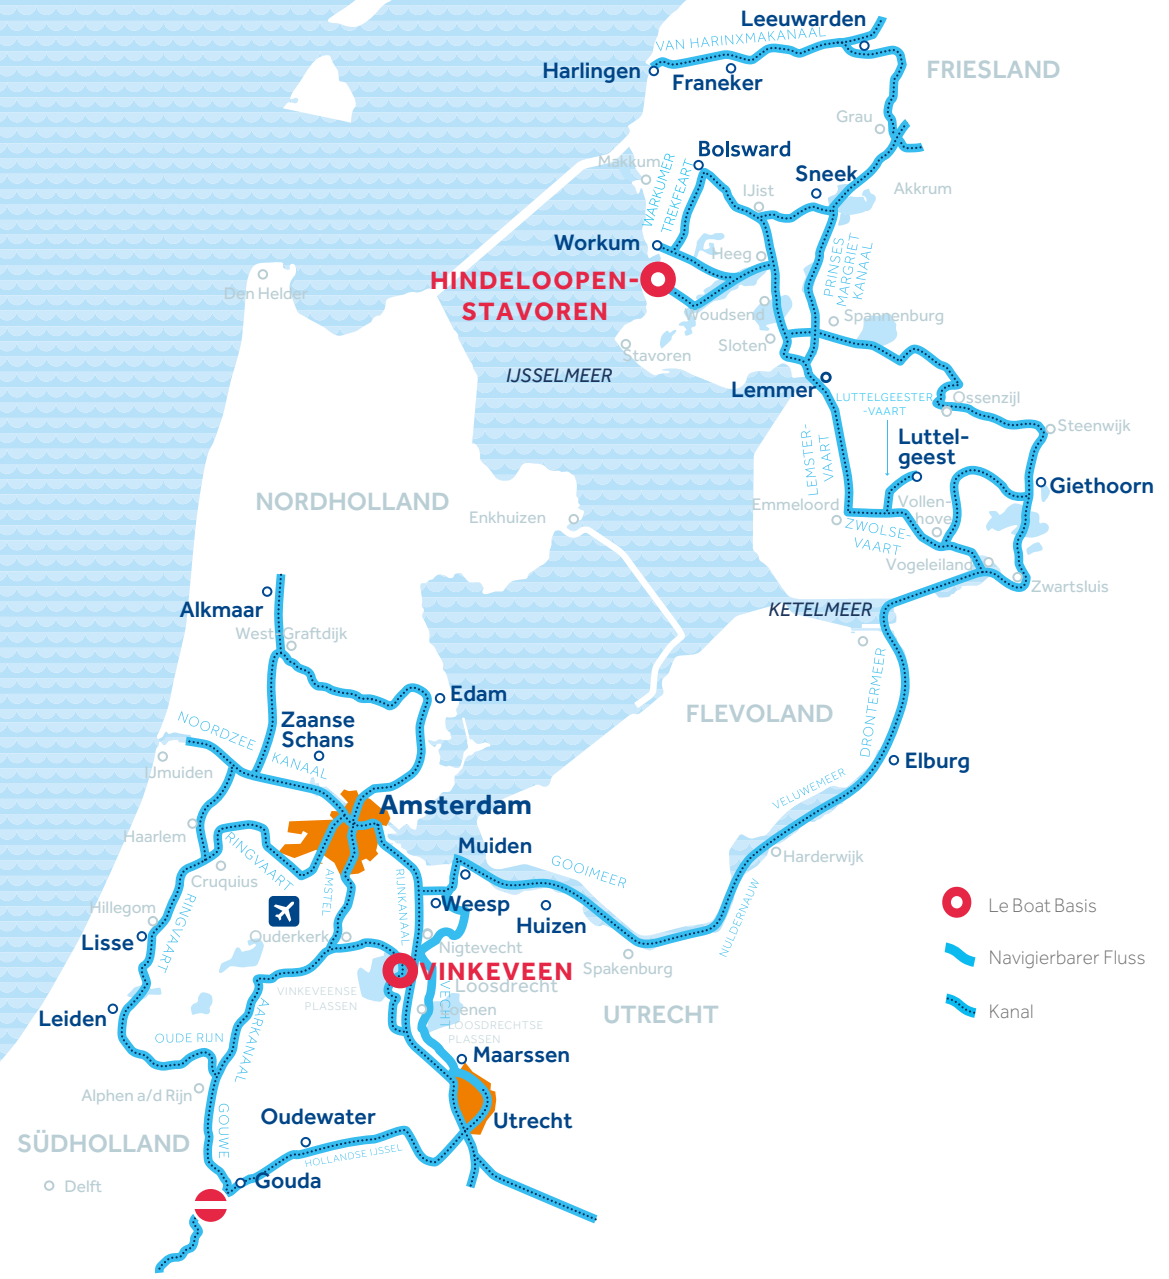 Leeuwarden
VAN HARINXMAKANAAL
Harlingen
Franeker
FRIESLAND
Grau
Bolsward
Makkum
Sneek
IJlst
Akkrum
WARKUMER
TREKFEART
Workum
Heeg
PRINSES
MARGRIET
KANAAL
HINDELOOPEN-
STAVOREN
Den Helder
Woudsend
Spannenburg
Stavoren
Sloten
IJSSELMEER
Lemmer
LUTTELGEESTER
-VAART
Ossenzijl
Steenwijk
LEMSTER-
VAART
Luttel-
geest
Giethoorn
NORDHOLLAND
Enkhuizen
Emmeloord
Vollen-
hove
ZWOLSE-
VAART
Vogeleiland
Zwartsluis
Alkmaar
KETELMEER
West-Graftdijk
Edam
DRONTERMEER
FLEVOLAND
Zaanse
Schans
NOORDZEE
KANAAL
IJmuiden
Elburg
VELUWEMEER
Amsterdam
Haarlem
RINGVAART
Muiden
Harderwijk
GOOIMEER
Cruquius
AMSTEL
RIJNKANAAL
NULDERNAUW
Hillegom
Weesp
Huizen
Le Boat Basis
RINGVAART
Lisse
Ouderkerk
Nigtevecht
Navigierbarer Fluss
VINKEVEEN
Spakenburg
VINKEVEENSE
PLASSEN
Loosdrecht
VECHT
Loenen
Kanal
Leiden
AARKANAAL
LOOSDRECHTSE
PLASSEN
UTRECHT
OUDE RIJN
Maarssen
Alphen a/d Rijn
GOUWE
Oudewater
Utrecht
SÜDHOLLAND
HOLLANDSE IJSSEL
Delft
Gouda